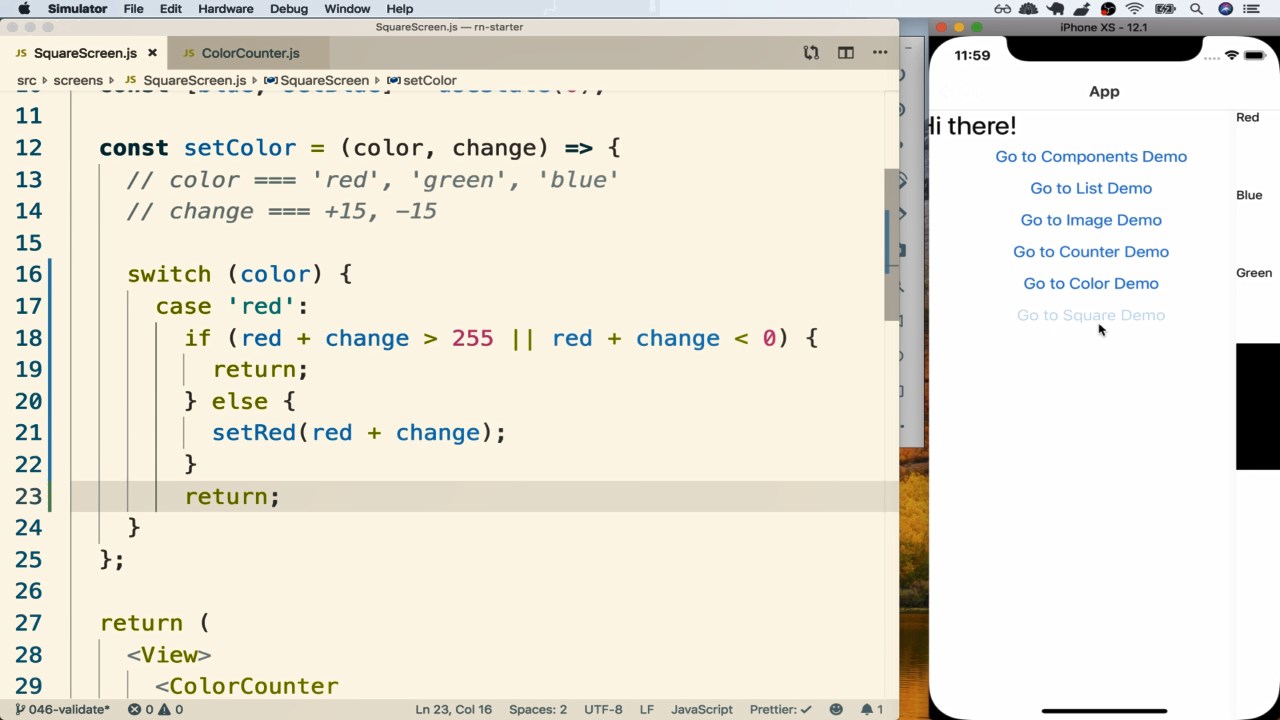 Simulator File Edit Hardware Debug Window Help
SquareScreen.js — rn-starter
JS SquareScreen.js × JS ColorCounter.js
src > screens > JS SquareScreen.js > SquareScreen > setColor
11
12 const setColor = (color, change) => {
13 // color === 'red', 'green', 'blue'
14 // change === +15, -15
15
16 switch (color) {
17 case 'red':
18 if (red + change > 255 || red + change < 0) {
19 return;
20 } else {
21 setRed(red + change);
22 }
23 return;
24 }
25 };
26
27 return (
28 <View>
29 <ColorCounter
046-validate* 0 0 Ln 23, Col 16 Spaces: 2 UTF-8 LF JavaScript Prettier: ✓ 1
iPhone XS - 12.1
11:59
App
Hi there!
Go to Components Demo
Go to List Demo
Go to Image Demo
Go to Counter Demo
Go to Color Demo
Go to Square Demo
Red
Blue
Green